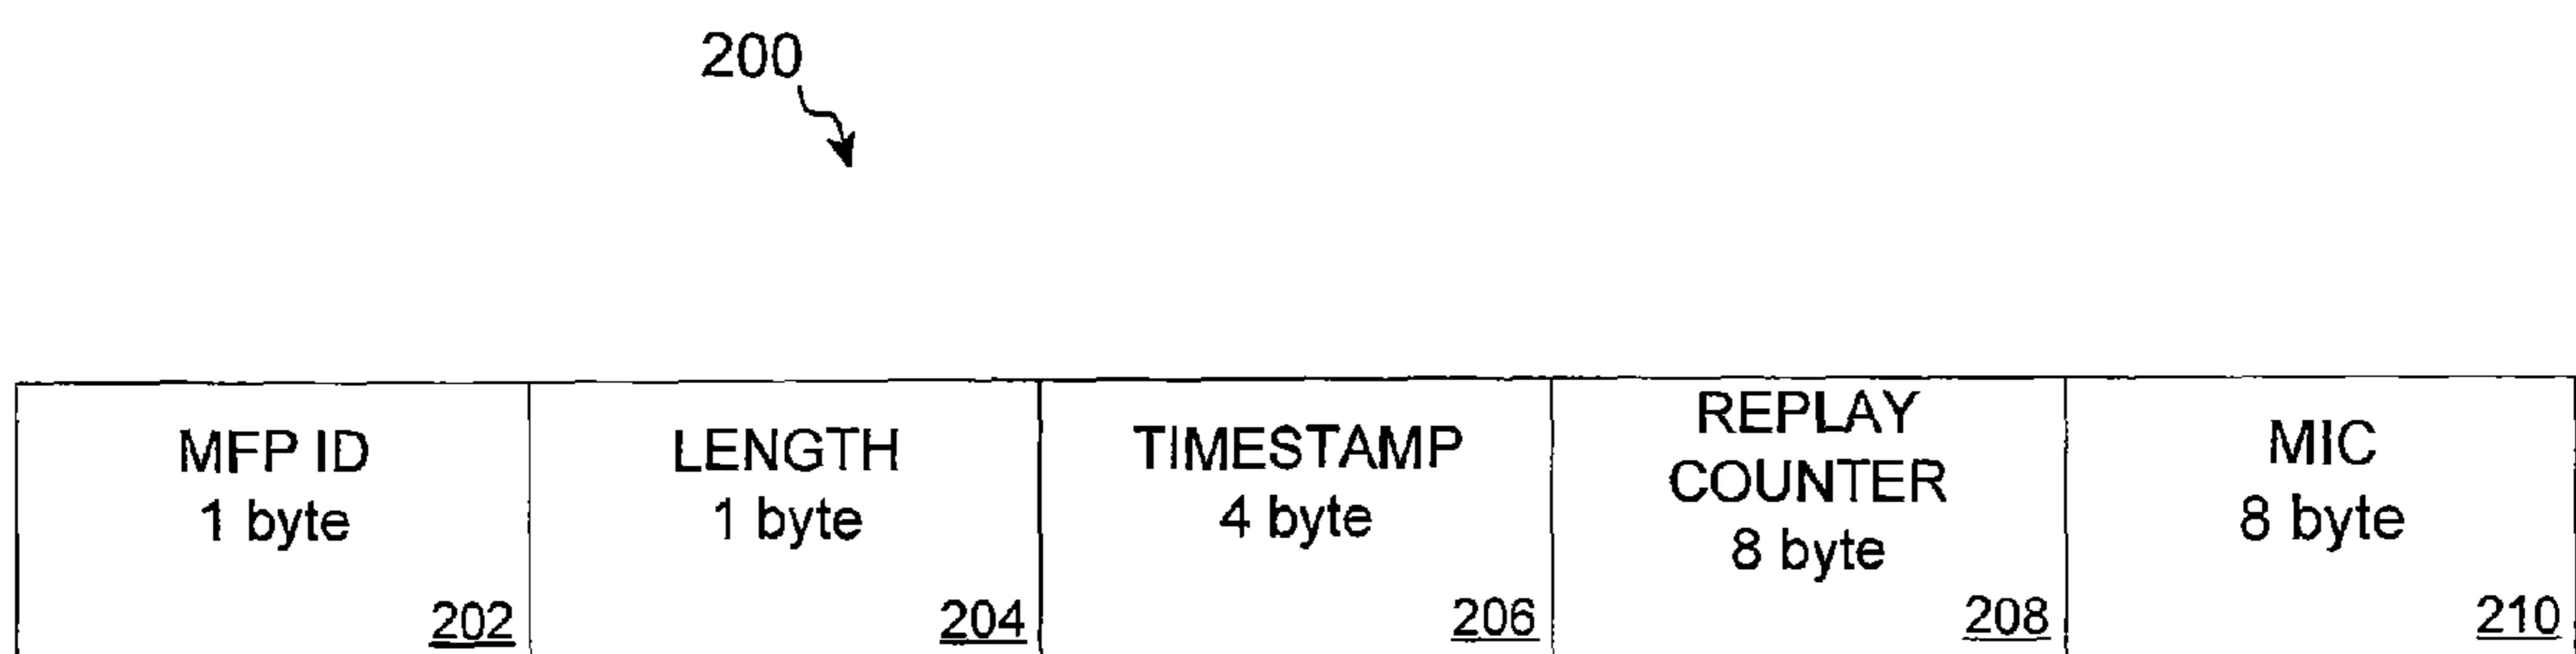 200
MFP ID
1 byte
202
LENGTH
1 byte
204
TIMESTAMP
4 byte
206
REPLAY
COUNTER
8 byte
208
MIC
8 byte
210